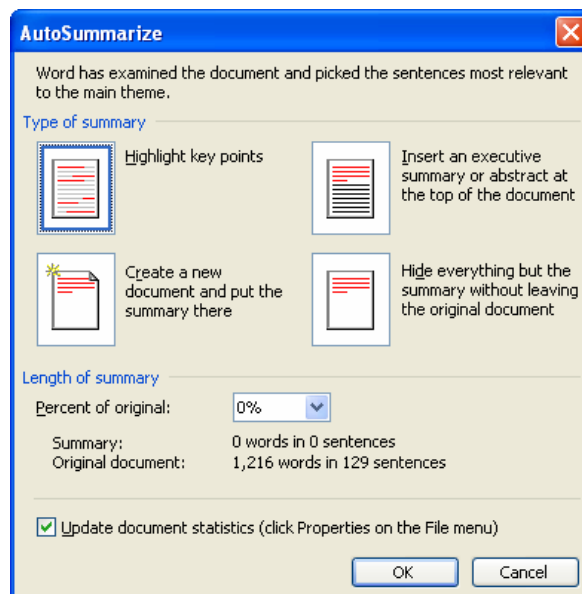 AutoSummarize
Word has examined the document and picked the sentences most relevant
to the main theme.
Type of summary
Highlight key points
Insert an executive
summary or abstract at
the top of the document
Create a new
document and put the
summary there
Hide everything but the
summary without leaving
the original document
Length of summary
Percent of original:
0%
Summary:
0 words in 0 sentences
Original document:
1,216 words in 129 sentences
Update document statistics (click Properties on the File menu)
OK
Cancel